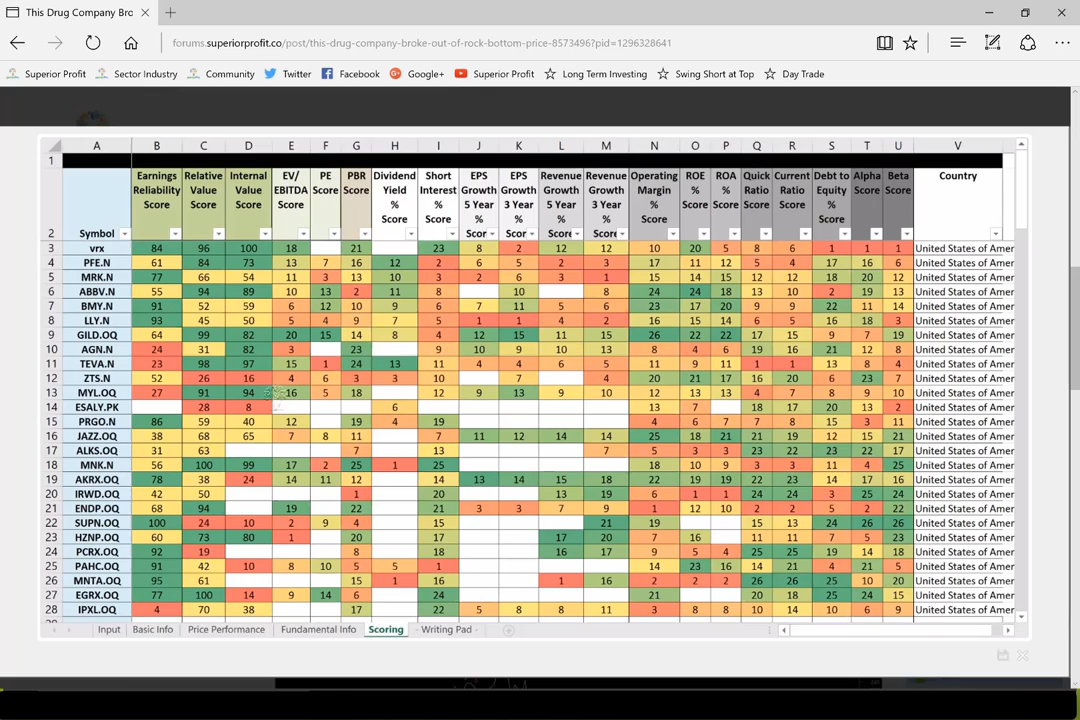 This Drug Company Bro
forums.superiorprofit.co/post/this-drug-company-broke-out-of-rock-bottom-price-8573496?pid=1296328641
Superior Profit Sector Industry Community Twitter Facebook Google+ Superior Profit Long Term Investing Swing Short at Top Day Trade
A B C D E F G H I J K L M N O P Q R S T U V
1
2 Symbol Earnings Reliability Score Relative Value Score Internal Value Score EV/ EBITDA Score PE Score PBR Score Dividend Yield % Score Short Interest Score EPS Growth 5 Year % Scor EPS Growth 3 Year % Scor Revenue Growth 5 Year % Score Revenue Growth 3 Year % Score Operating Margin % Score ROE % Score ROA % Score Quick Ratio Score Current Ratio Score Debt to Equity % Score Alpha Score Beta Score Country
3 vrx 84 96 100 18 21 23 8 2 12 12 10 20 5 8 6 1 1 1 United States of Amer
4 PFE.N 61 84 73 13 7 16 12 2 6 5 2 3 17 11 12 5 4 17 16 6 United States of Amer
5 MRK.N 77 66 54 11 3 13 10 3 2 6 3 1 15 14 15 12 12 18 20 12 United States of Amer
6 ABBV.N 55 94 89 10 13 2 11 8 10 8 24 24 18 13 10 2 19 13 United States of Amer
7 BMY.N 91 52 59 6 12 10 9 8 7 11 5 6 23 17 20 9 9 22 11 14 United States of Amer
8 LLY.N 93 45 50 5 4 9 7 5 1 1 4 2 16 15 14 6 5 16 18 3 United States of Amer
9 GILD.OQ 64 99 82 20 15 14 8 4 12 15 11 15 26 22 22 17 15 9 7 19 United States of Amer
10 AGN.N 24 31 82 3 23 9 10 9 10 13 8 4 6 19 16 21 12 8 United States of Amer
11 TEVA.N 23 98 97 15 1 24 13 11 4 4 6 5 11 9 11 1 1 13 8 4 United States of Amer
12 ZTS.N 52 26 16 4 6 3 3 10 7 4 20 21 17 16 20 6 23 7 United States of Amer
13 MYL.OQ 27 91 94 16 5 18 12 9 13 9 10 12 13 13 4 7 8 9 10 United States of Amer
14 ESALY.PK 28 8 6 13 7 18 17 20 13 2 United States of Amer
15 PRGO.N 86 59 40 12 19 4 19 4 6 7 7 8 15 3 11 United States of Amer
16 JAZZ.OQ 38 68 65 7 8 11 7 11 12 14 14 25 18 21 21 19 12 15 21 United States of Amer
17 ALKS.OQ 31 63 7 13 7 5 3 3 23 22 23 22 17 United States of Amer
18 MNK.N 56 100 99 17 2 25 1 25 18 10 9 3 3 11 4 25 United States of Amer
19 AKRX.OQ 78 38 24 14 11 12 14 13 14 15 18 22 19 19 22 23 14 17 16 United States of Amer
20 IRWD.OQ 42 50 1 20 13 19 6 1 1 24 24 3 25 24 United States of Amer
21 ENDP.OQ 68 94 19 22 21 3 3 7 9 1 12 10 2 2 5 2 22 United States of Amer
22 SUPN.OQ 100 24 10 2 9 4 15 21 19 15 13 24 26 26 United States of Amer
23 HZNP.OQ 60 73 80 1 20 17 17 20 7 16 11 11 7 5 23 United States of Amer
24 PCRX.OQ 92 19 8 18 16 17 9 5 4 25 25 19 14 18 United States of Amer
25 PAHC.OQ 91 42 10 8 10 5 5 1 14 23 16 14 21 4 21 5 United States of Amer
26 MNTA.OQ 95 61 15 1 16 1 16 2 2 2 26 26 25 10 20 United States of Amer
27 EGRX.OQ 77 100 14 9 14 6 24 21 20 18 25 24 15 United States of Amer
28 IPXL.OQ 4 70 38 17 22 5 8 8 11 3 8 8 10 14 10 6 9 United States of Amer
Input Basic Info Price Performance Fundamental Info Scoring - Writing Pad -